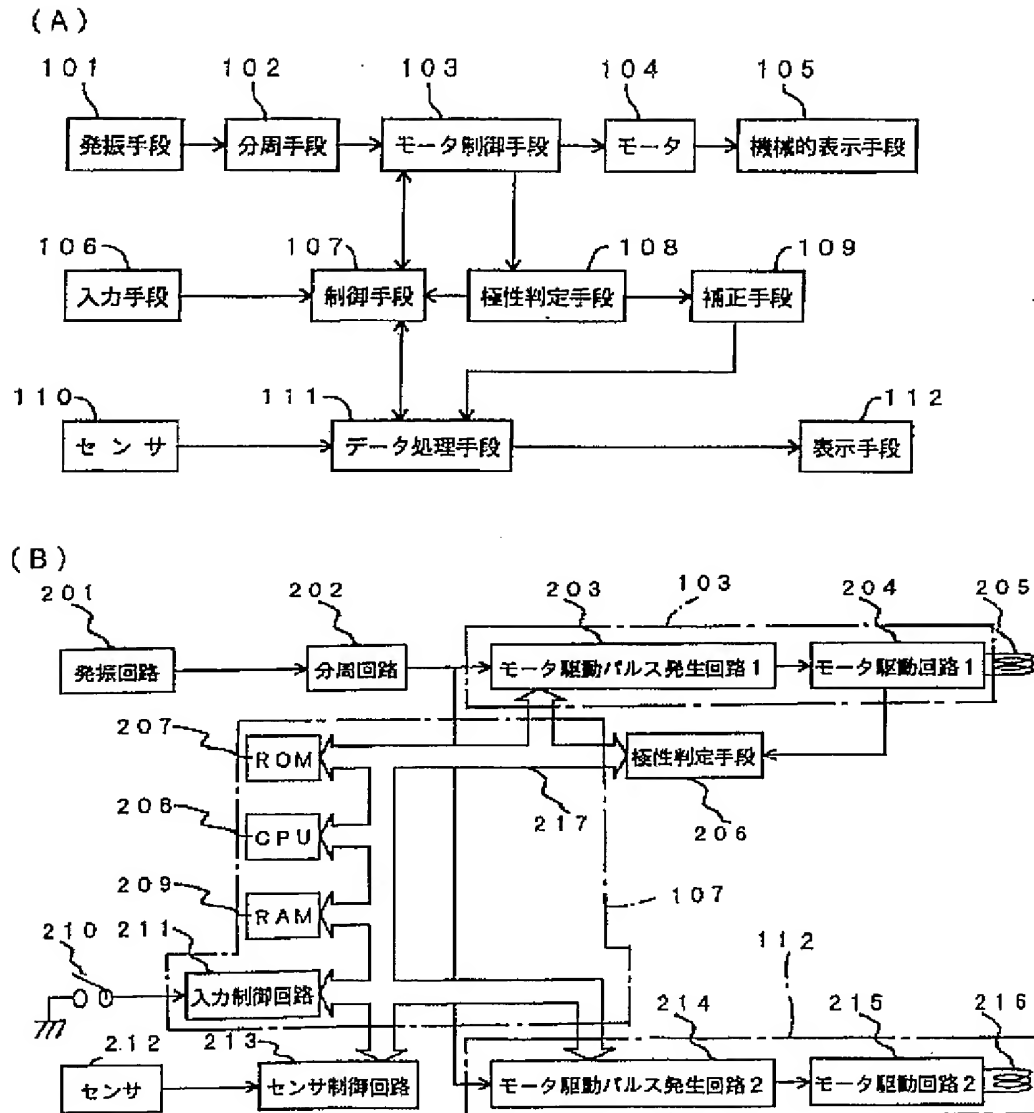 (A)
101 102 103 104 105
発振手段 分周手段 モータ制御手段 モータ 機械的表示手段
106 107 108 109
入力手段 制御手段 極性判定手段 補正手段
110 111 112
センサ データ処理手段 表示手段
(B)
201 202 203 103 204 205
発振回路 分周回路 モータ駆動パルス発生回路1 モータ駆動回路1
207
ROM 極性判定手段
208 217 206
CPU
209 107
RAM
210 211 112
入力制御回路 214 215 216
212 213
センサ センサ制御回路 モータ駆動パルス発生回路2 モータ駆動回路2